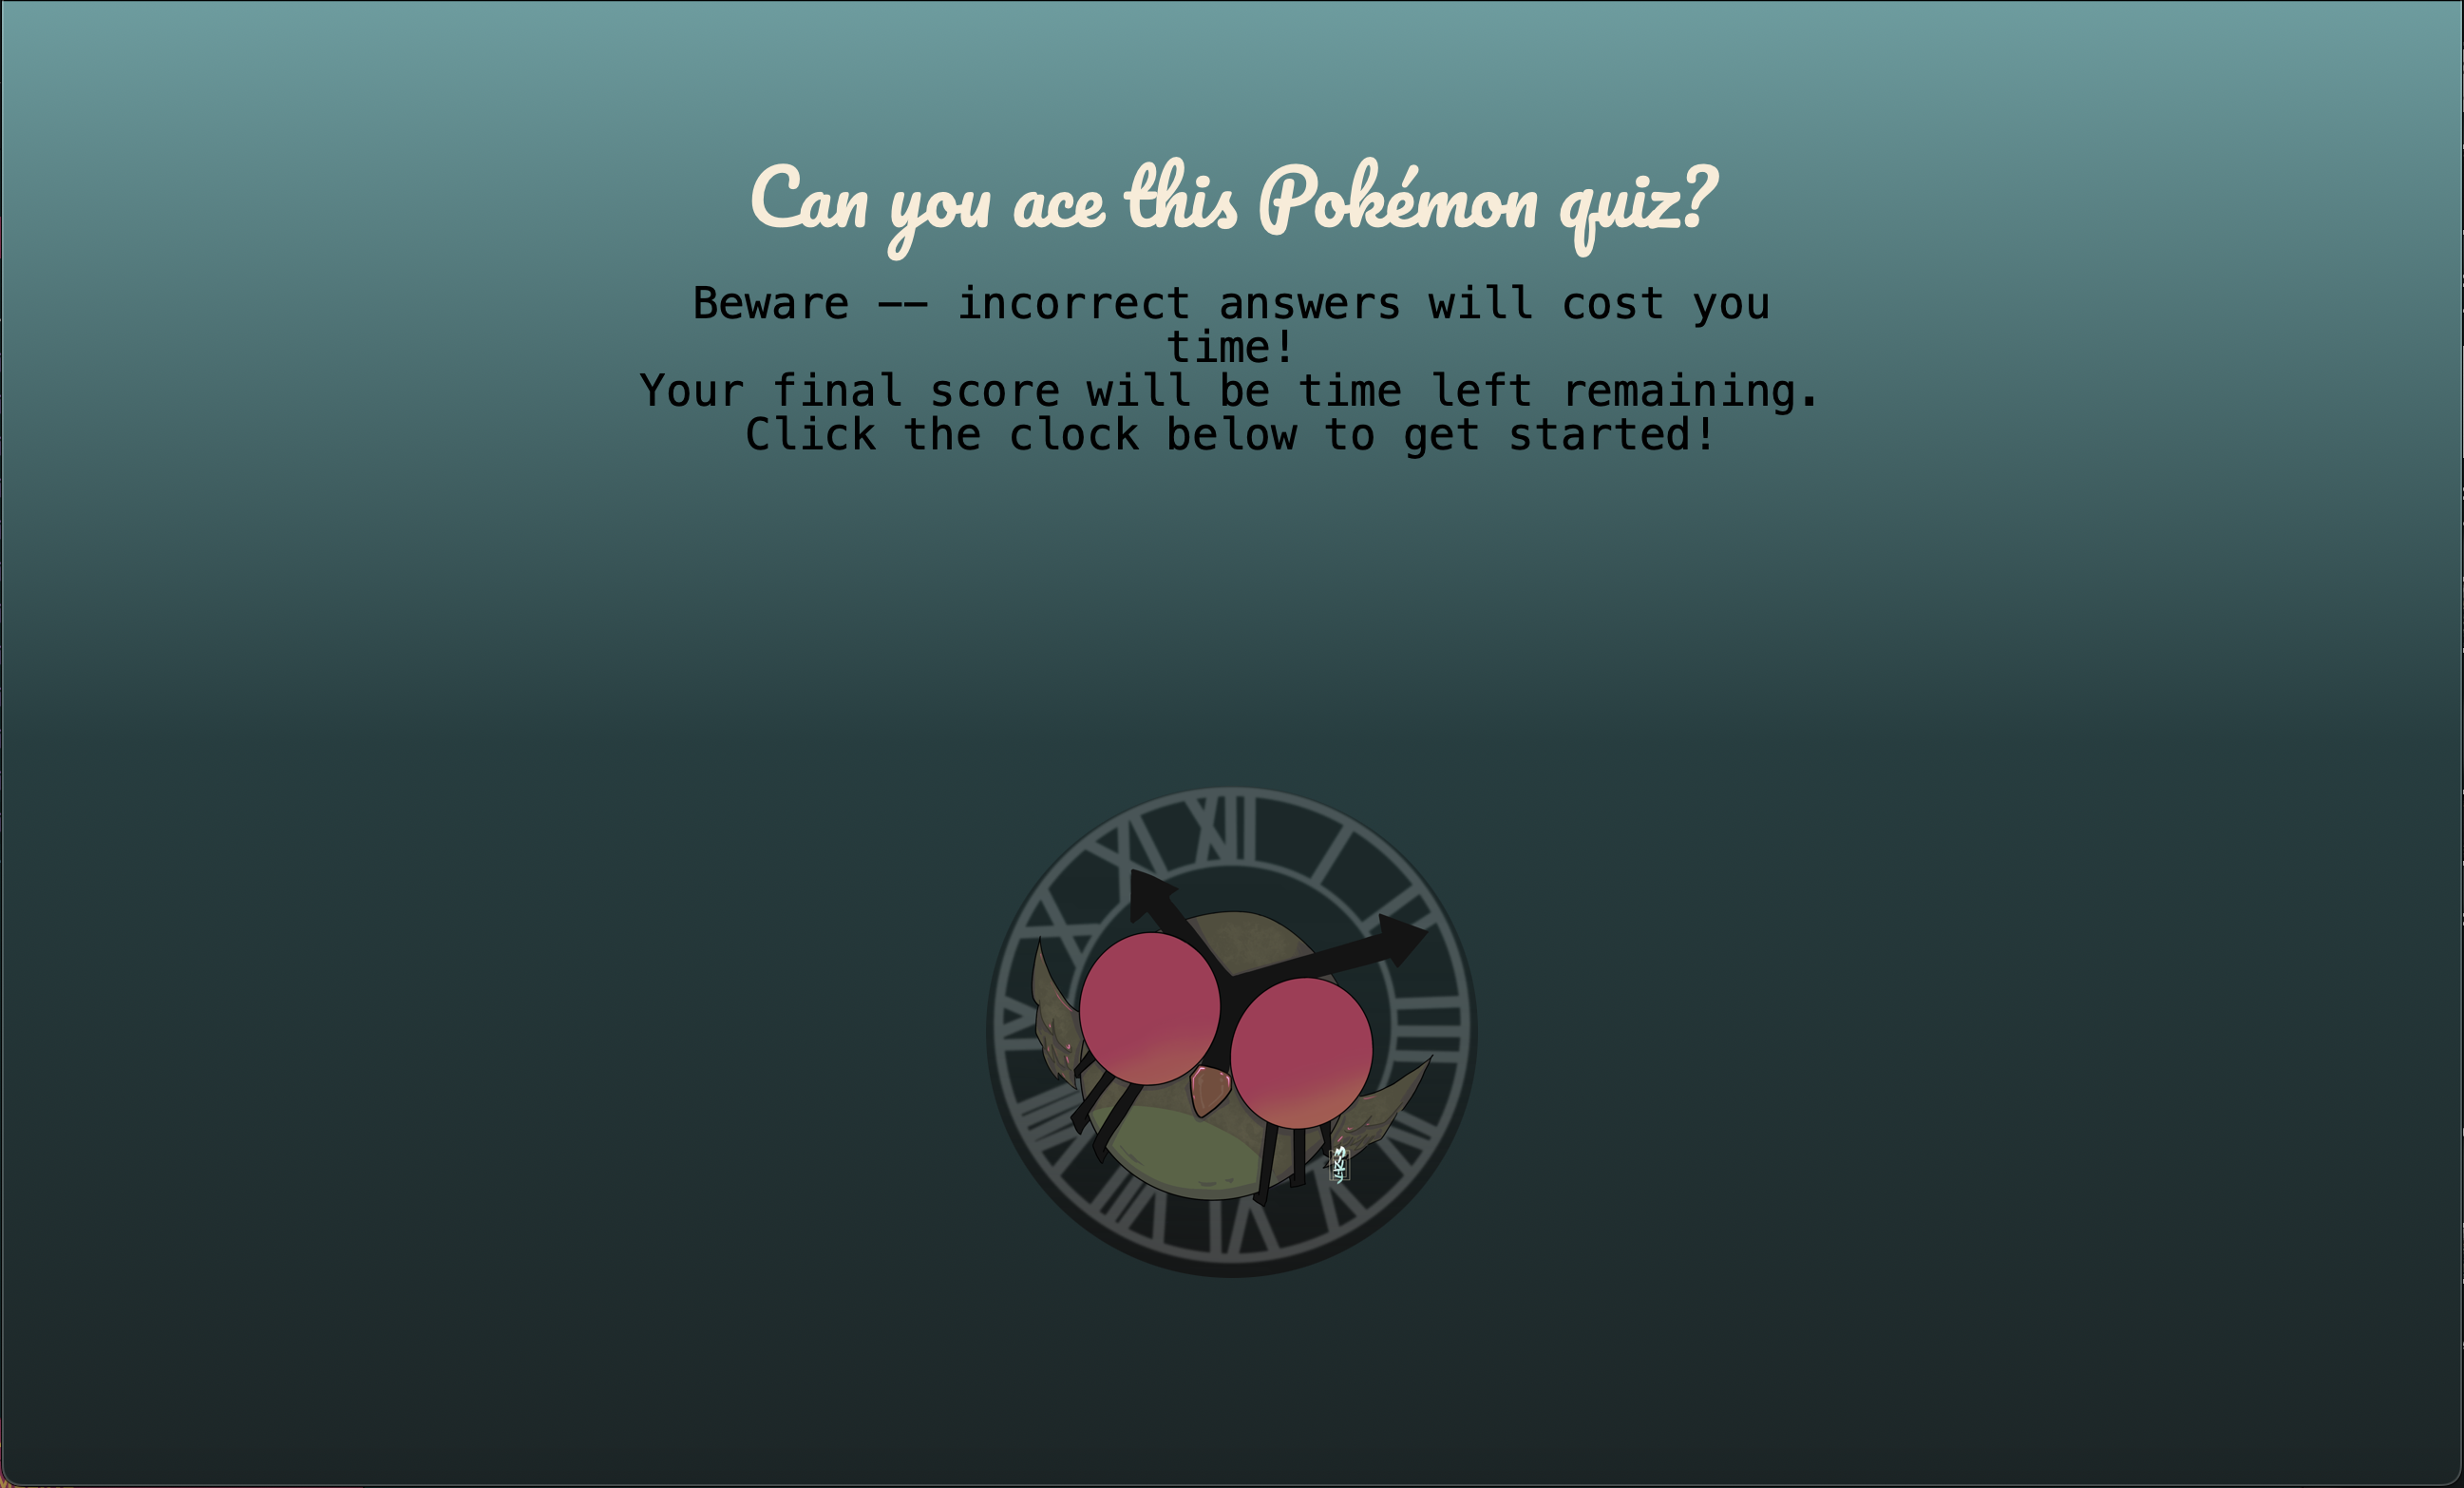 Can you ace this Pokémon quiz?
Beware -- incorrect answers will cost you
time!
Your final score will be time left remaining.
Click the clock below to get started!
XII